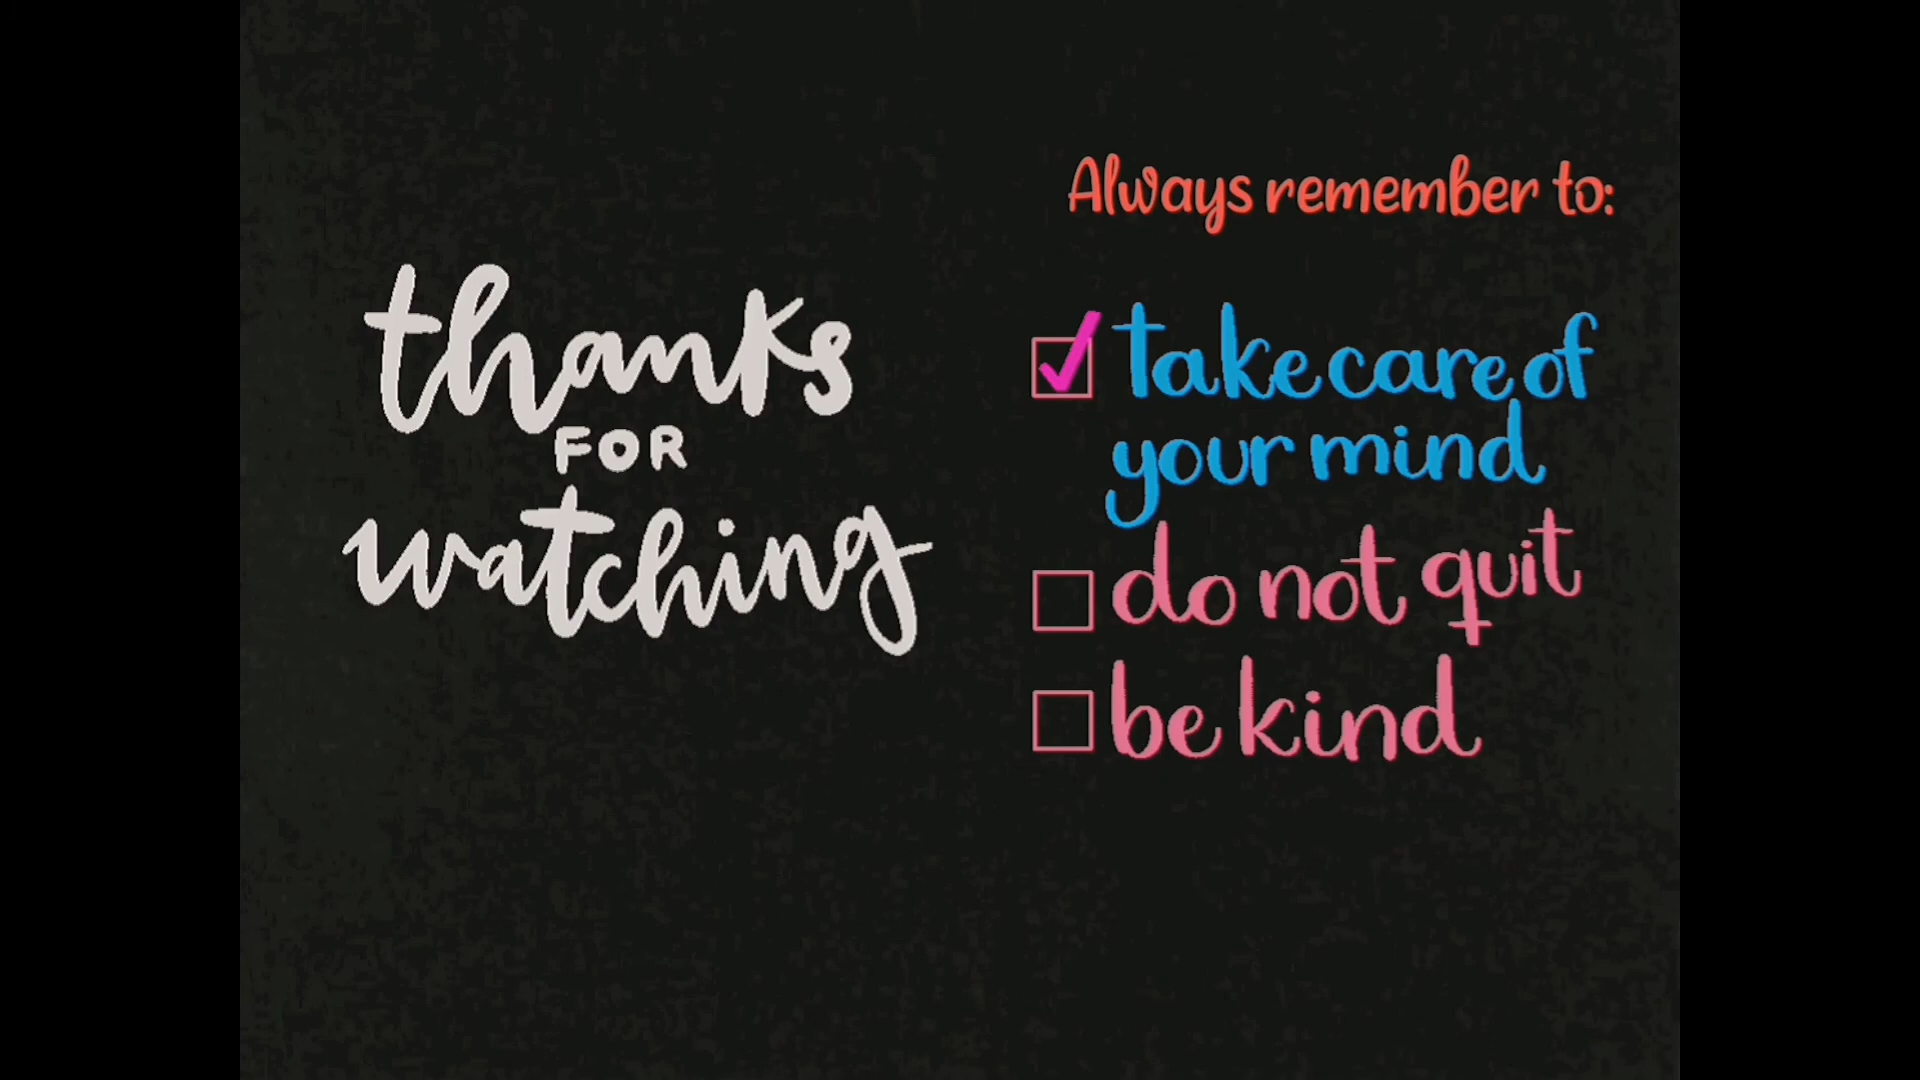 thanks
FOR
watching
Always remember to:
take care of
your mind
do not quit
be kind